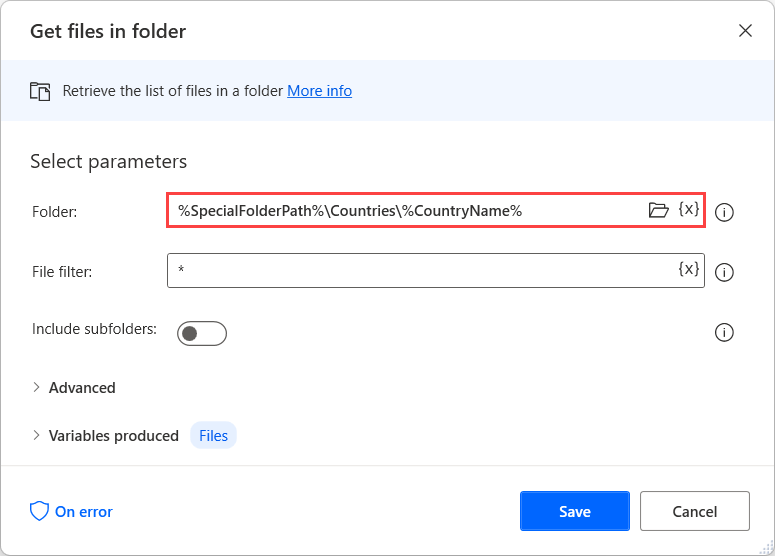 Get files in folder
Retrieve the list of files in a folder More info
Select parameters
Folder: %SpecialFolderPath%\Countries\%CountryName% {x}
File filter: * {x}
Include subfolders:
Advanced
Variables produced Files
On error Save Cancel